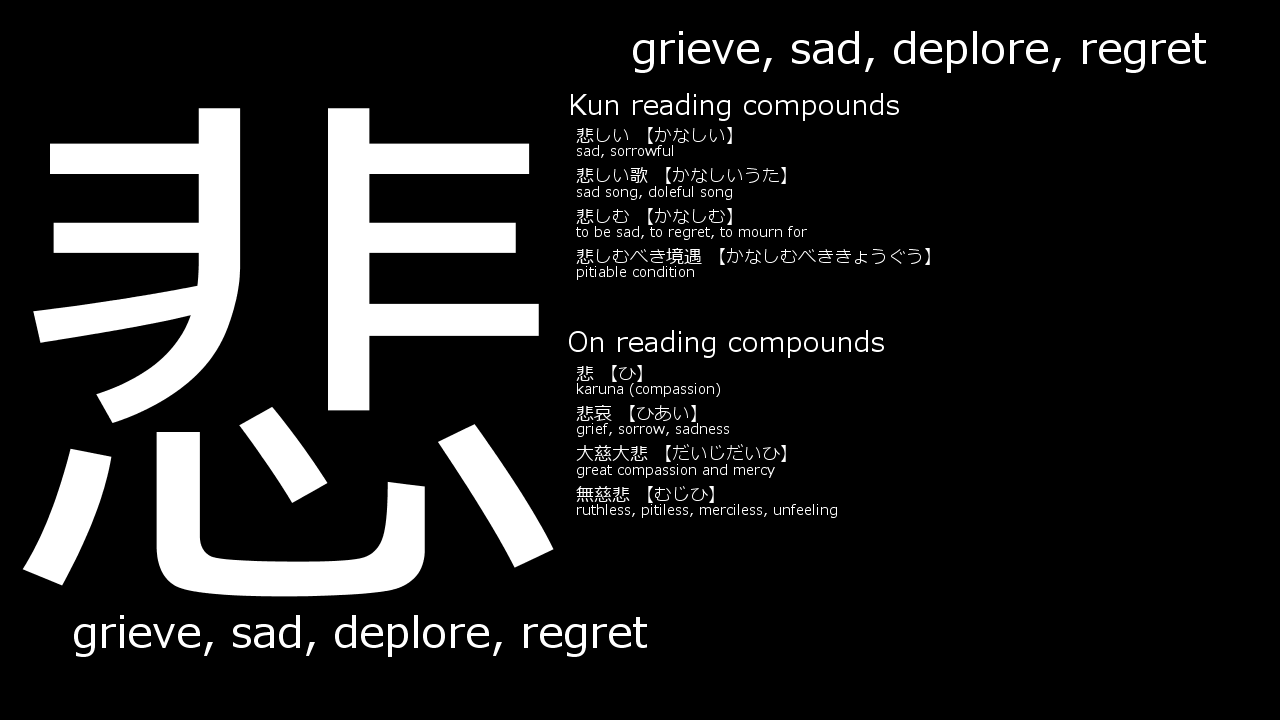 grieve, sad, deplore, regret
悲
Kun reading compounds
悲しい 【かなしい】
sad, sorrowful
悲しい歌 【かなしいうた】
sad song, doleful song
悲しむ 【かなしむ】
to be sad, to regret, to mourn for
悲しむべき境遇 【かなしむべききょうぐう】
pitiable condition
On reading compounds
悲 【ひ】
karuna (compassion)
悲哀 【ひあい】
grief, sorrow, sadness
大慈大悲 【だいじだいひ】
great compassion and mercy
無慈悲 【むじひ】
ruthless, pitiless, merciless, unfeeling
grieve, sad, deplore, regret